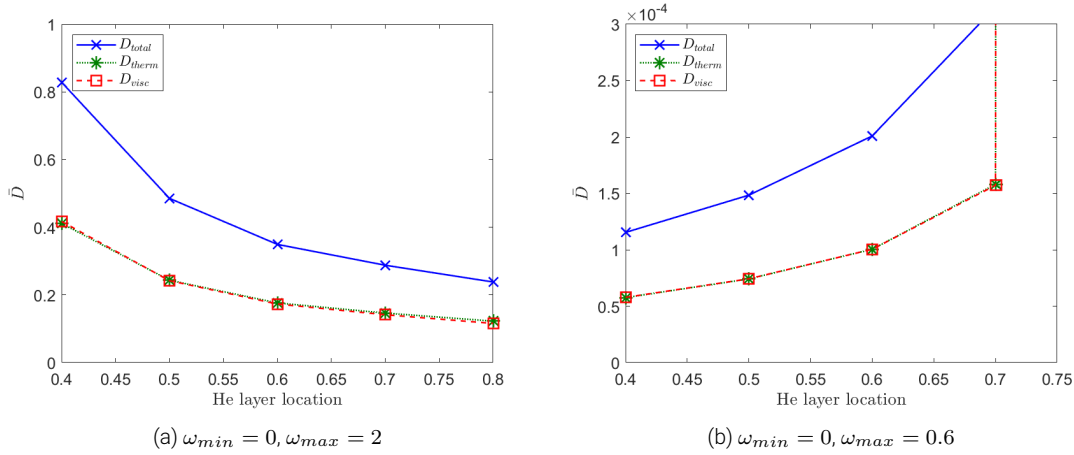 1
0.8
0.6
0.4
0.2
0
D̄
0.4 0.45 0.5 0.55 0.6 0.65 0.7 0.75 0.8
He layer location
D_total
D_therm
D_visc
(a) ω_min = 0, ω_max = 2
×10⁻⁴
3
2.5
2
1.5
1
0.5
0
D̄
0.4 0.45 0.5 0.55 0.6 0.65 0.7 0.75
He layer location
D_total
D_therm
D_visc
(b) ω_min = 0, ω_max = 0.6